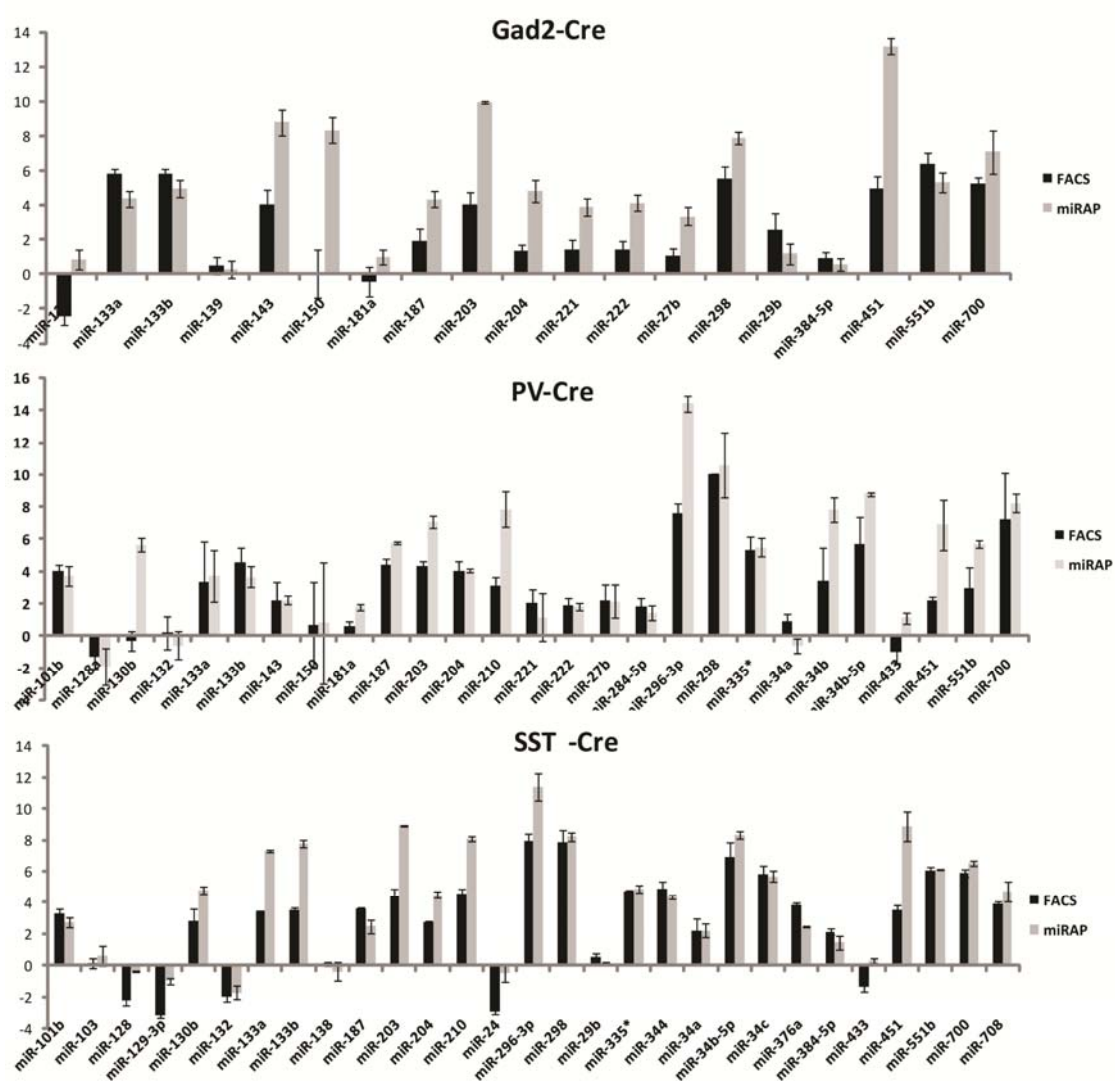 Gad2-Cre
14
12
10
8
6
4
2
0
-2
-4
FACS
miRAP
miR-133a miR-133b miR-139 miR-143 miR-150 miR-181a miR-187 miR-203 miR-204 miR-221 miR-222 miR-27b miR-298 miR-29b miR-384-5p miR-451 miR-551b miR-700
PV-Cre
16
14
12
10
8
6
4
2
0
-2
-4
FACS
miRAP
miR-101b miR-128a miR-130b miR-132 miR-133a miR-133b miR-143 miR-150 miR-181a miR-187 miR-203 miR-204 miR-210 miR-221 miR-222 miR-27b miR-284-5p miR-296-3p miR-298 miR-335* miR-34a miR-34b miR-34b-5p miR-433 miR-451 miR-551b miR-700
SST -Cre
14
12
10
8
6
4
2
0
-2
-4
FACS
miRAP
miR-101b miR-103 miR-128 miR-129-3p miR-130b miR-132 miR-133a miR-133b miR-138 miR-187 miR-203 miR-204 miR-210 miR-24 miR-296-3p miR-298 miR-29b miR-335* miR-344 miR-34a miR-34b-5p miR-34c miR-376a miR-384-5p miR-433 miR-451 miR-551b miR-700 miR-708